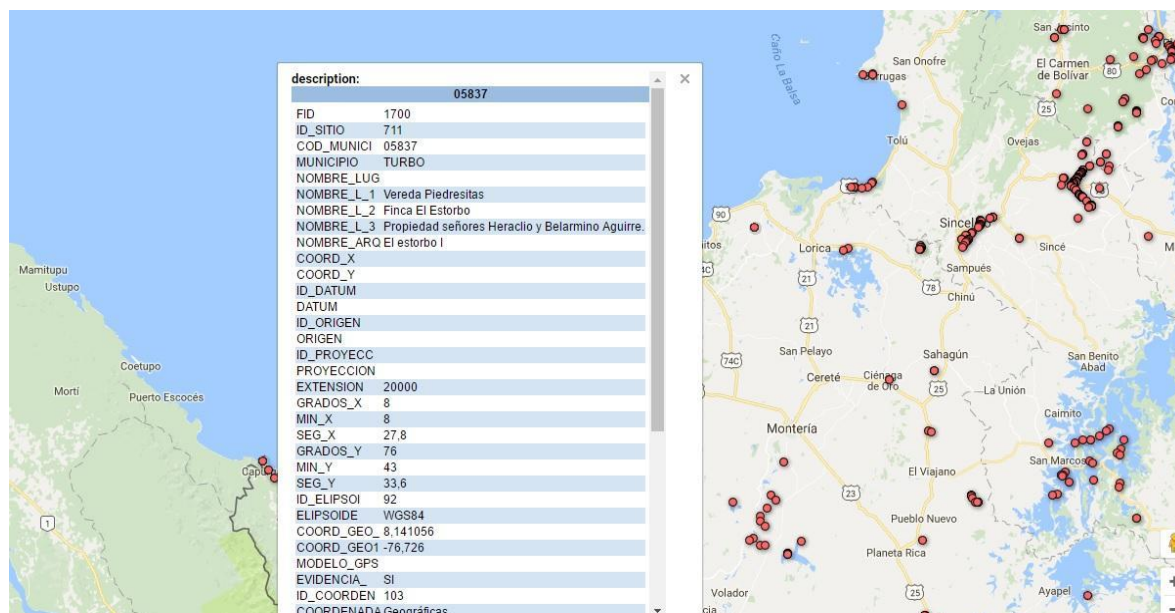 description:
05837
FID 1700
ID_SITIO 711
COD_MUNICI 05837
MUNICIPIO TURBO
NOMBRE_LUG
NOMBRE_L_1 Vereda Piedresitas
NOMBRE_L_2 Finca El Estorbo
NOMBRE_L_3 Propiedad señores Heraclio y Belarmino Aguirre.
NOMBRE_ARQ El estorbo I
COORD_X
COORD_Y
ID_DATUM
DATUM
ID_ORIGEN
ORIGEN
ID_PROYECC
PROYECCION
EXTENSION 20000
GRADOS_X 8
MIN_X 8
SEG_X 27,8
GRADOS_Y 76
MIN_Y 43
SEG_Y 33,6
ID_ELIPSOI 92
ELIPSOIDE WGS84
COORD_GEO_ 8,141056
COORD_GEO1 -76,726
MODELO_GPS
EVIDENCIA_ SI
ID_COORDEN 103
COORDENADA Geográficas
Mamitupu
Ustupo
Coetupo
Mortí
Puerto Escocés
1
Caño La Balsa
San Jacinto
San Onofre
El Carmen
de Bolívar
80
25
Tolú
Ovejas
90
Lorica
Sincé
Sampués
21
78
Chinú
21
74C
San Pelayo
Sahagún
San Benito
Abad
Cereté
Ciénaga
de Oro
25
La Unión
Caimito
Montería
San Marcos
El Viajano
23
Pueblo Nuevo
Planeta Rica
25
Volador
Ayapel